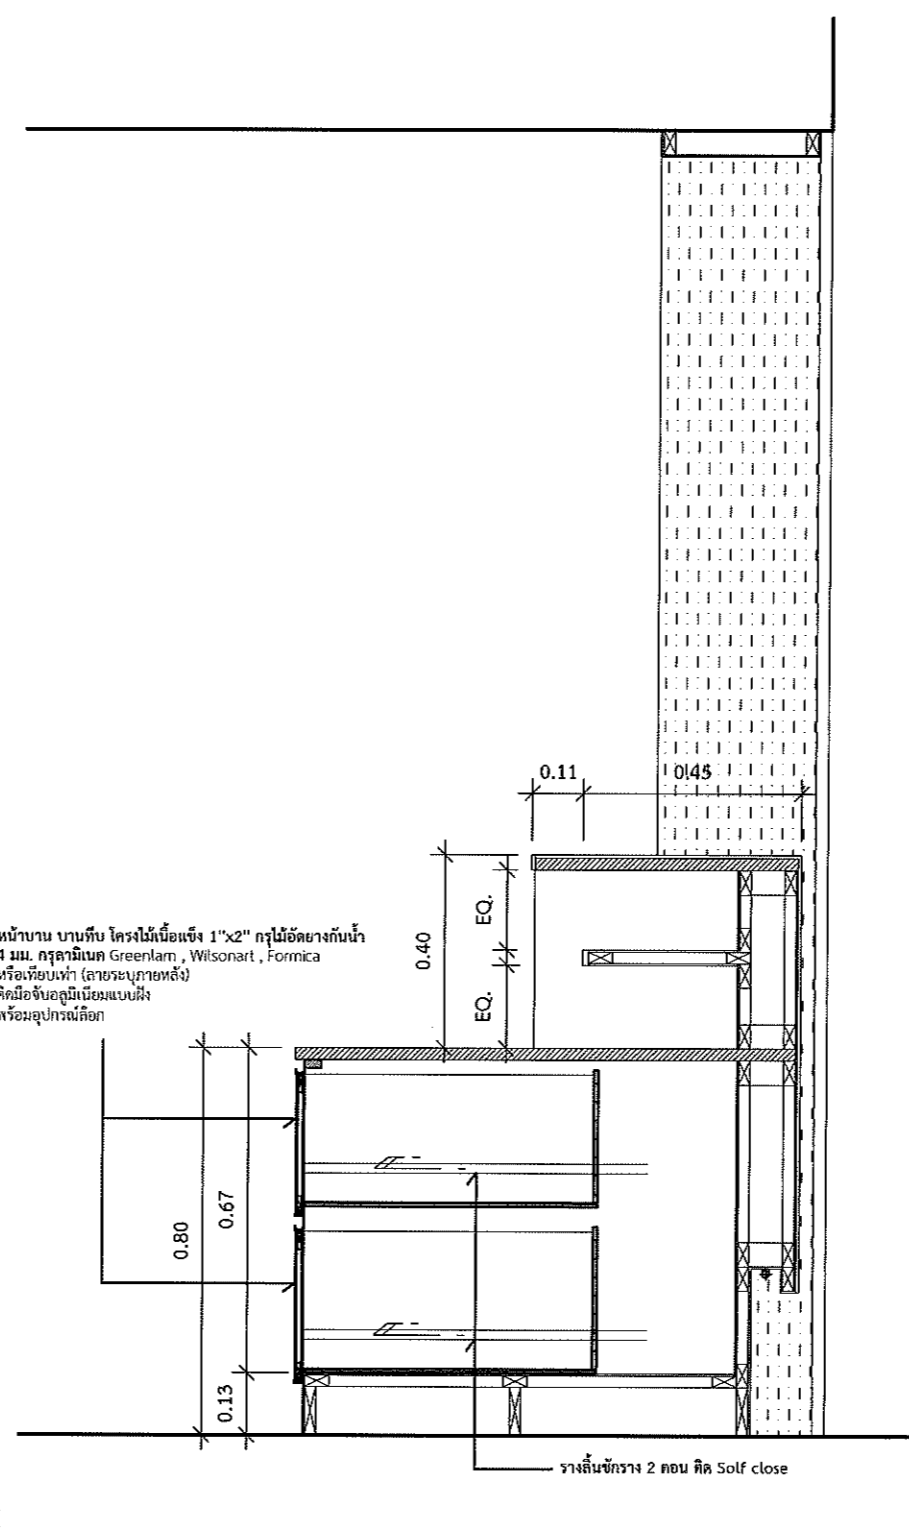 0.11
0.45
EQ.
0.40
EQ.
หน้าบาน บานทึบ โครงไม้เนื้อแข็ง 1"x2" กรุไม้อัดยางกันน้ำ
4 มม. กรุลามิเนต Greenlam , Wilsonart , Formica
หรือเทียบเท่า (ลายระบุภายหลัง)
ติดมือจับอลูมิเนียมแบบฝัง
พร้อมอุปกรณ์ล็อก
0.67
0.80
0.13
รางลิ้นชักราง 2 ตอน ติด Solf close